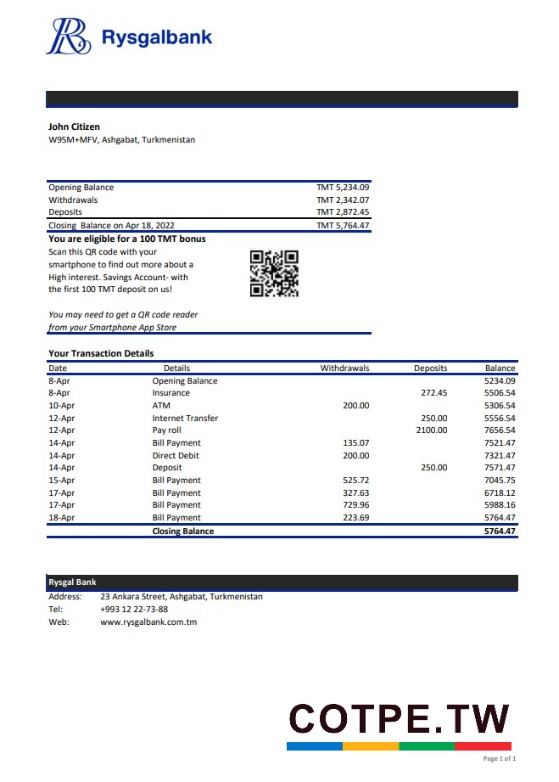 Rysgalbank
John Citizen
W95M+MFV, Ashgabat, Turkmenistan
Opening Balance TMT 5,234.09
Withdrawals TMT 2,342.07
Deposits TMT 2,872.45
Closing Balance on Apr 18, 2022 TMT 5,764.47
You are eligible for a 100 TMT bonus
Scan this QR code with your
smartphone to find out more about a
High interest. Savings Account- with
the first 100 TMT deposit on us!
You may need to get a QR code reader
from your Smartphone App Store
Your Transaction Details
Date Details Withdrawals Deposits Balance
8-Apr Opening Balance 5234.09
8-Apr Insurance 272.45 5506.54
10-Apr ATM 200.00 5306.54
12-Apr Internet Transfer 250.00 5556.54
12-Apr Pay roll 2100.00 7656.54
14-Apr Bill Payment 135.07 7521.47
14-Apr Direct Debit 200.00 7321.47
14-Apr Deposit 250.00 7571.47
15-Apr Bill Payment 525.72 7045.75
17-Apr Bill Payment 327.63 6718.12
17-Apr Bill Payment 729.96 5988.16
18-Apr Bill Payment 223.69 5764.47
Closing Balance 5764.47
Rysgal Bank
Address: 23 Ankara Street, Ashgabat, Turkmenistan
Tel: +993 12 22-73-88
Web: www.rysgalbank.com.tm
COTPE.TW
Page 1 of 1